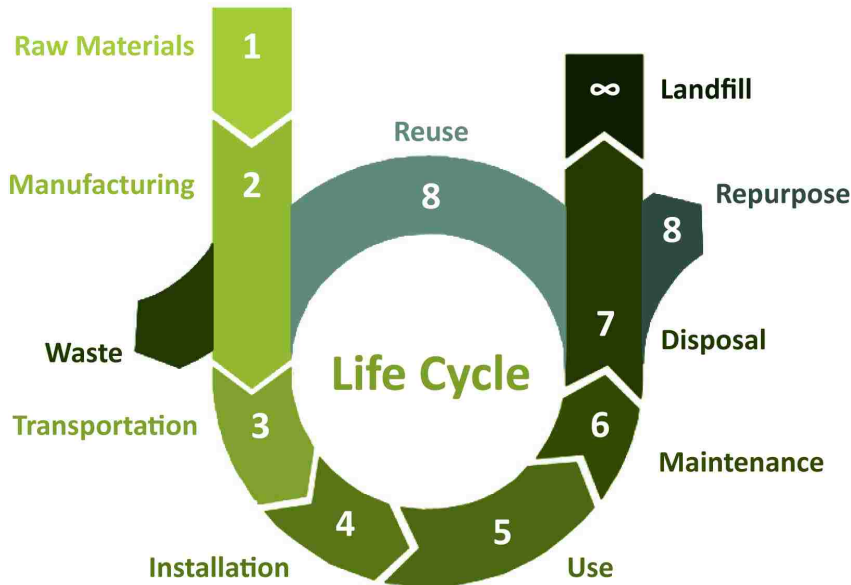 Raw Materials
1
∞
Landfill
Reuse
Manufacturing
2
8
Repurpose
8
Waste
7
Disposal
Life Cycle
Transportation
3
6
Maintenance
4
5
Installation
Use